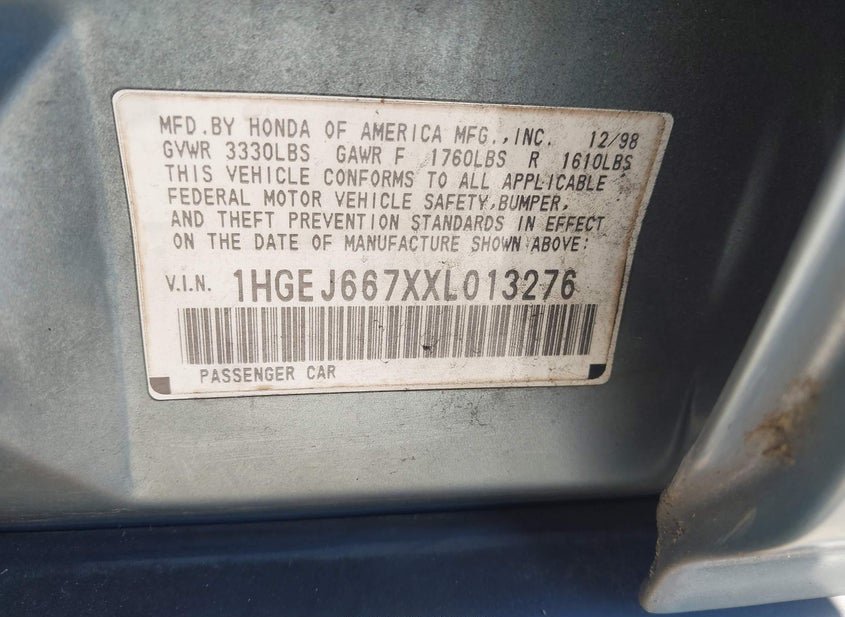 MFD.BY HONDA OF AMERICA MFG.,INC. 12/98
GVWR 3330LBS GAWR F 1760LBS R 1610LBS
THIS VEHICLE CONFORMS TO ALL APPLICABLE
FEDERAL MOTOR VEHICLE SAFETY,BUMPER,
AND THEFT PREVENTION STANDARDS IN EFFECT
ON THE DATE OF MANUFACTURE SHOWN ABOVE:
V.I.N. 1HGEJ667XXL013276
PASSENGER CAR